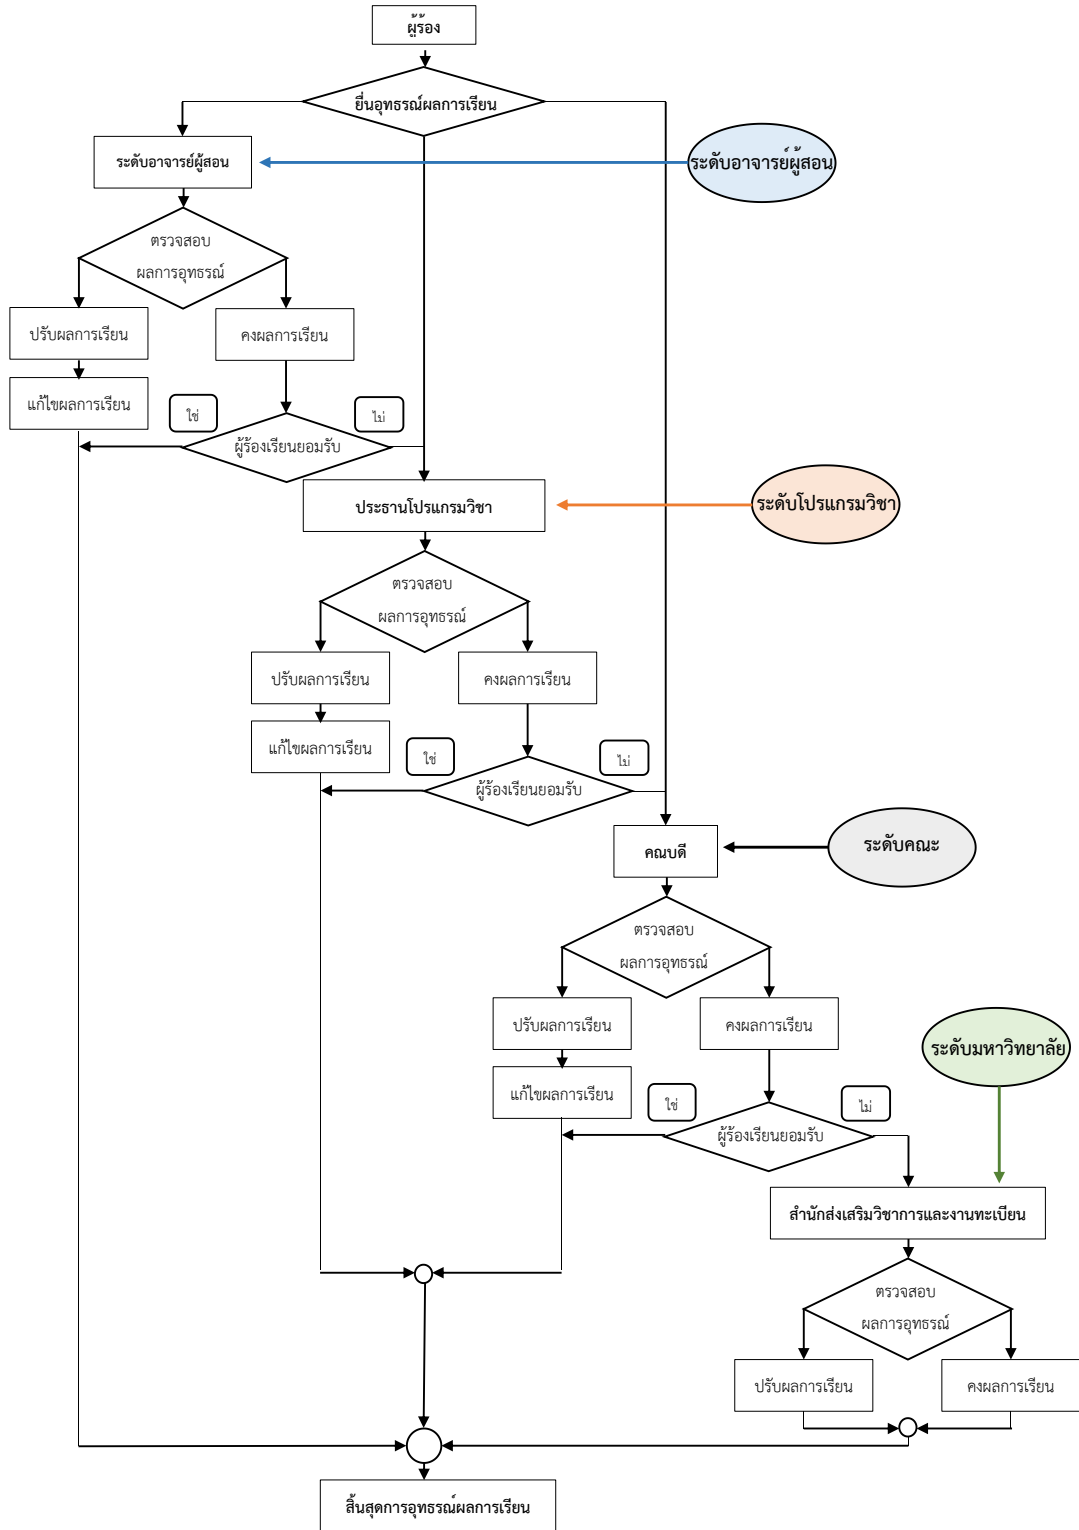 ผู้ร้อง
ยื่นอุทธรณ์ผลการเรียน
ระดับอาจารย์ผู้สอน
ระดับอาจารย์ผู้สอน
ตรวจสอบ
ผลการอุทธรณ์
ปรับผลการเรียน
คงผลการเรียน
แก้ไขผลการเรียน
ใช่
ไม่
ผู้ร้องเรียนยอมรับ
ประธานโปรแกรมวิชา
ระดับโปรแกรมวิชา
ตรวจสอบ
ผลการอุทธรณ์
ปรับผลการเรียน
คงผลการเรียน
แก้ไขผลการเรียน
ใช่
ไม่
ผู้ร้องเรียนยอมรับ
คณบดี
ระดับคณะ
ตรวจสอบ
ผลการอุทธรณ์
ปรับผลการเรียน
คงผลการเรียน
ระดับมหาวิทยาลัย
แก้ไขผลการเรียน
ใช่
ไม่
ผู้ร้องเรียนยอมรับ
สำนักส่งเสริมวิชาการและงานทะเบียน
ตรวจสอบ
ผลการอุทธรณ์
ปรับผลการเรียน
คงผลการเรียน
สิ้นสุดการอุทธรณ์ผลการเรียน